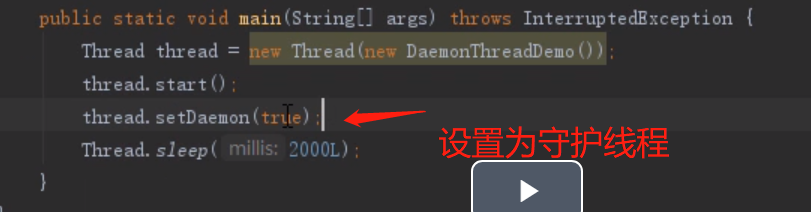 public static void main(String[] args) throws InterruptedException {
Thread thread = new Thread(new DaemonThreadDemo());
thread.start();
thread.setDaemon(true);
设置为守护线程
Thread.sleep( millis: 2000L);
}